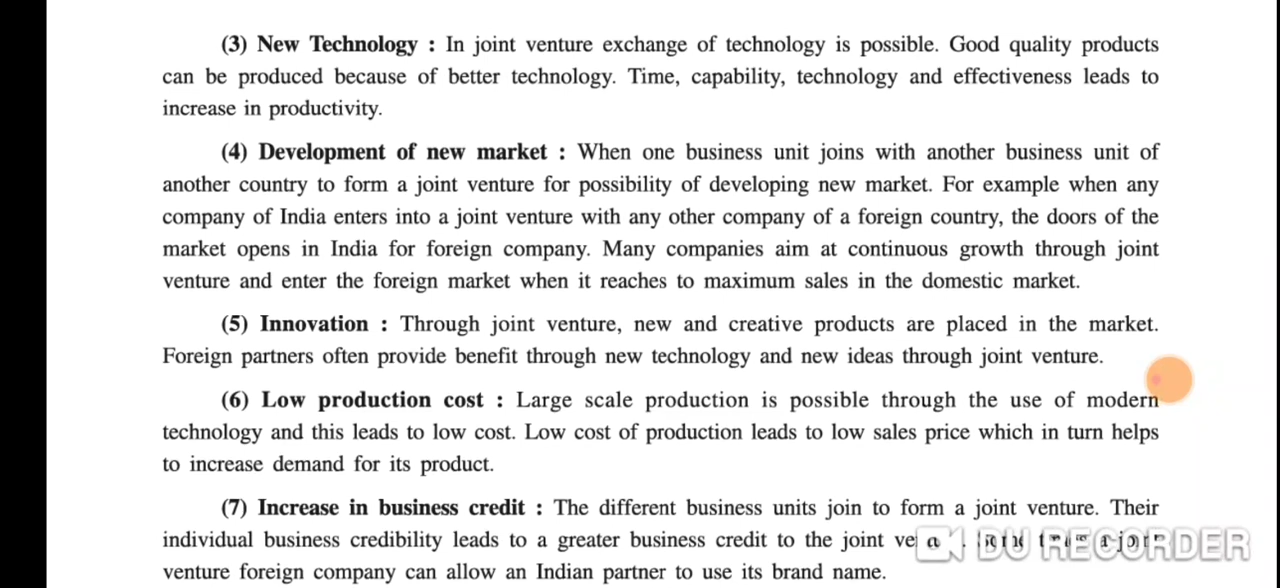 (3) New Technology : In joint venture exchange of technology is possible. Good quality products
can be produced because of better technology. Time, capability, technology and effectiveness leads to
increase in productivity.
(4) Development of new market : When one business unit joins with another business unit of
another country to form a joint venture for possibility of developing new market. For example when any
company of India enters into a joint venture with any other company of a foreign country, the doors of the
market opens in India for foreign company. Many companies aim at continuous growth through joint
venture and enter the foreign market when it reaches to maximum sales in the domestic market.
(5) Innovation : Through joint venture, new and creative products are placed in the market.
Foreign partners often provide benefit through new technology and new ideas through joint venture.
(6) Low production cost : Large scale production is possible through the use of modern
technology and this leads to low cost. Low cost of production leads to low sales price which in turn helps
to increase demand for its product.
(7) Increase in business credit : The different business units join to form a joint venture. Their
individual business credibility leads to a greater business credit to the joint
DU RECORDER
venture foreign company can allow an Indian partner to use its brand name.